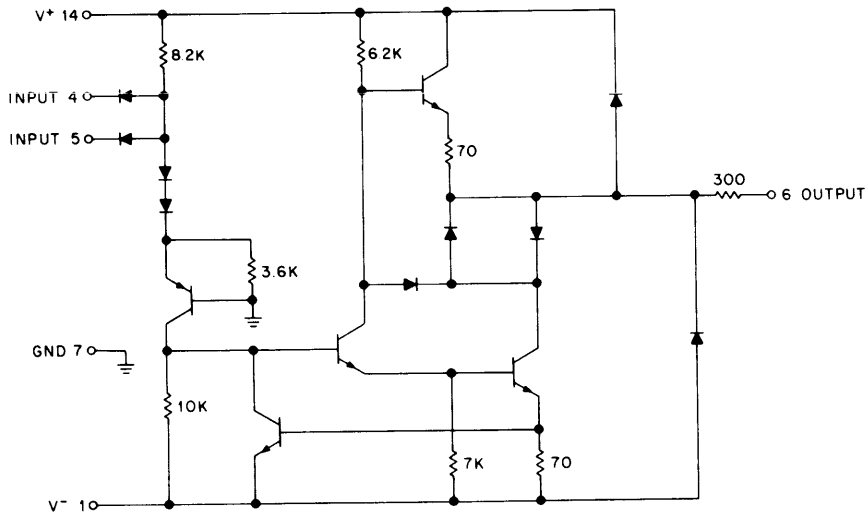 V+ 14
8.2K
6.2K
INPUT 4
INPUT 5
70
300
6 OUTPUT
3.6K
GND 7
10K
7K
70
V- 1